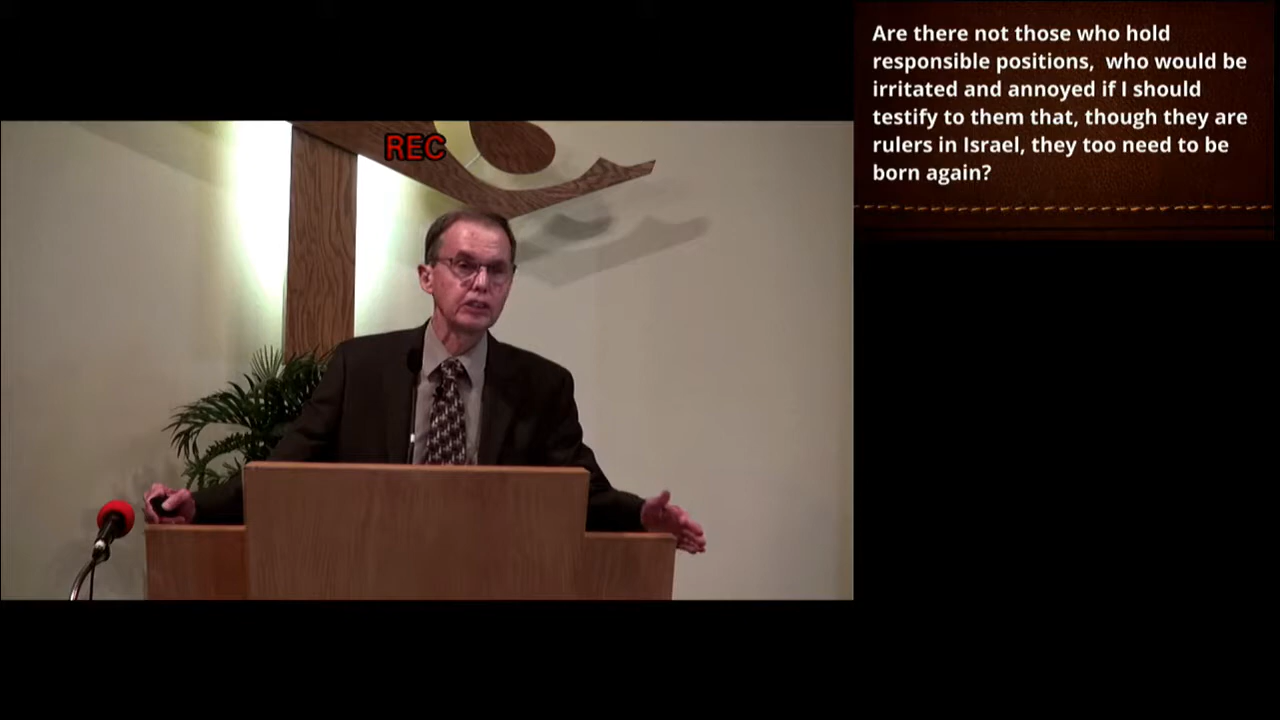 Are there not those who hold
responsible positions,  who would be
irritated and annoyed if I should
testify to them that, though they are
rulers in Israel, they too need to be
born again?
REC